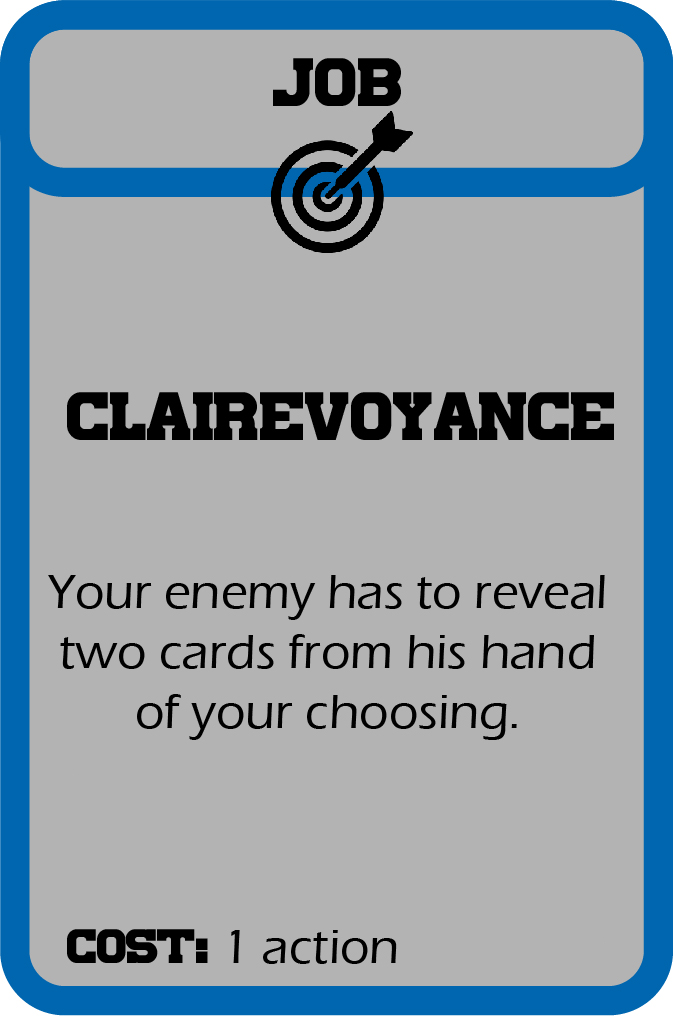 JOB
CLAIREVOYANCE
Your enemy has to reveal
two cards from his hand
of your choosing.
COST: 1 action